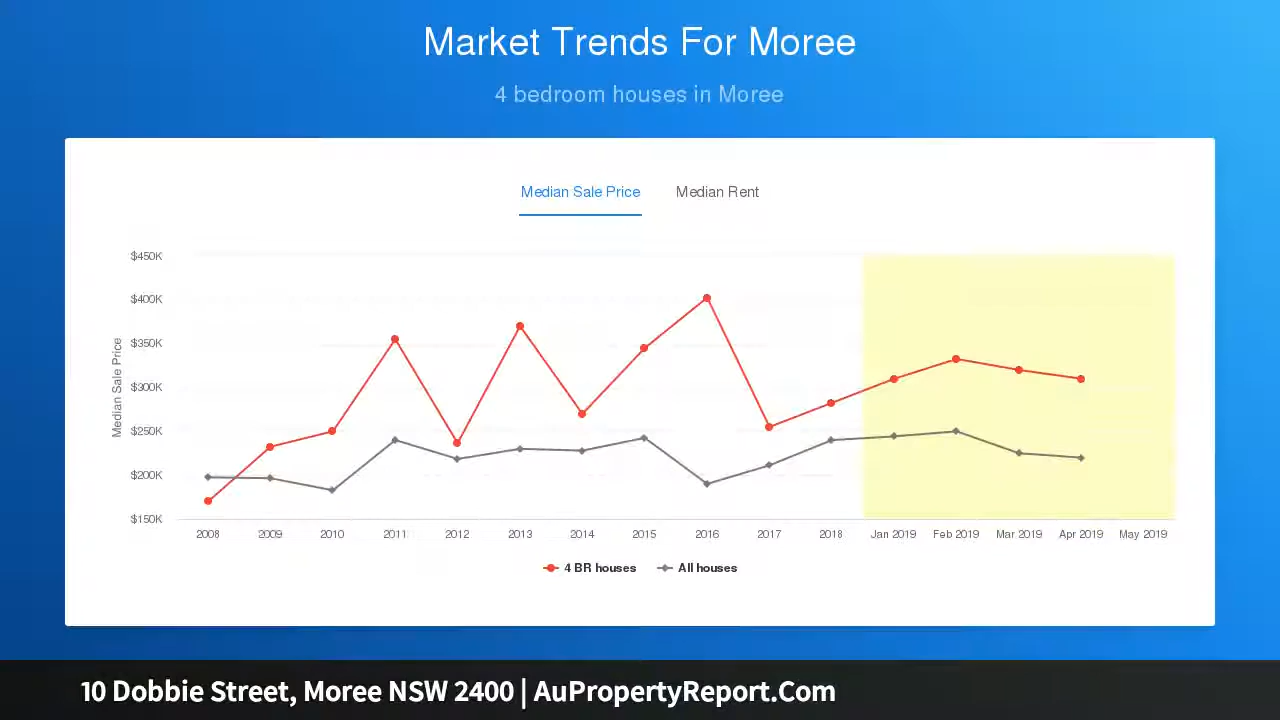 Market Trends For Moree
4 bedroom houses in Moree
Median Sale Price Median Rent
Median Sale Price
$450K
$400K
$350K
$300K
$250K
$200K
$150K
2008 2009 2010 2011 2012 2013 2014 2015 2016 2017 2018 Jan 2019 Feb 2019 Mar 2019 Apr 2019 May 2019
4 BR houses All houses
10 Dobbie Street, Moree NSW 2400 | AuPropertyReport.Com